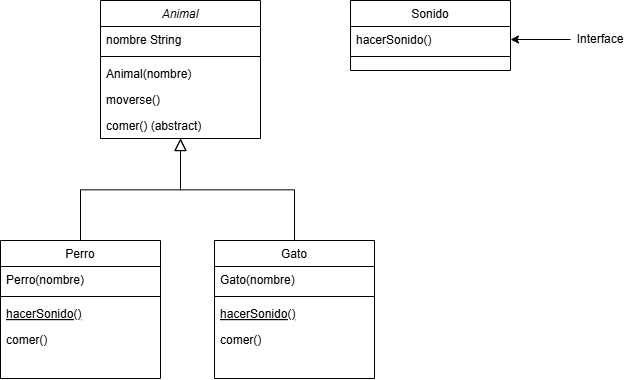 Animal
nombre String
Animal(nombre)
moverse()
comer() (abstract)
Sonido
hacerSonido()
Interface
Perro
Perro(nombre)
hacerSonido()
comer()
Gato
Gato(nombre)
hacerSonido()
comer()